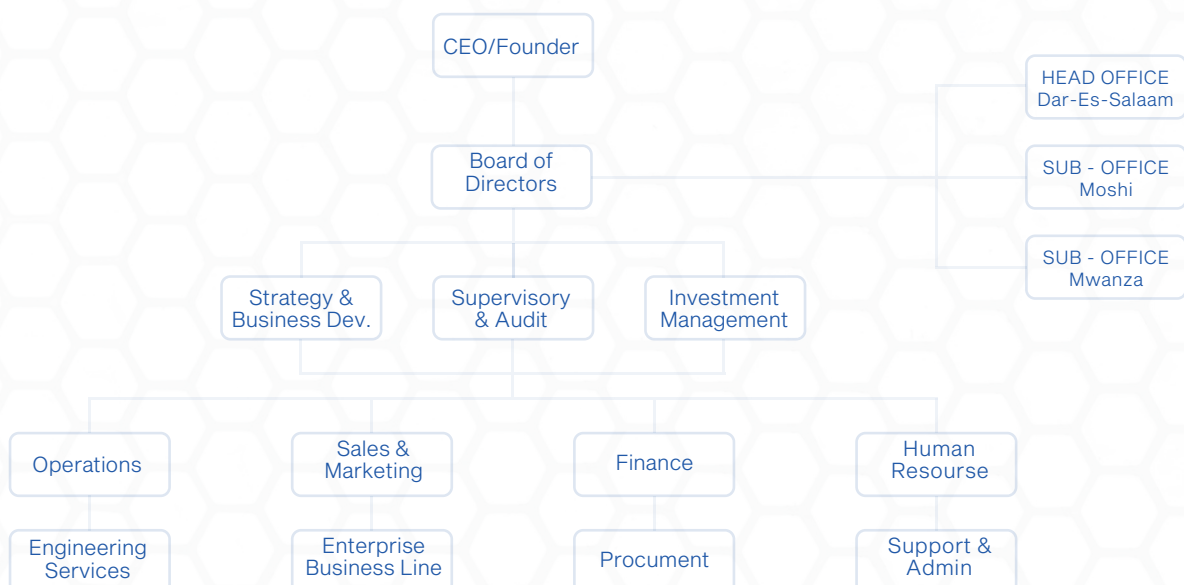 CEO/Founder
HEAD OFFICE
Dar-Es-Salaam
Board of
Directors
SUB - OFFICE
Moshi
SUB - OFFICE
Mwanza
Strategy &
Business Dev.
Supervisory
& Audit
Investment
Management
Operations
Sales &
Marketing
Finance
Human
Resourse
Engineering
Services
Enterprise
Business Line
Procument
Support &
Admin